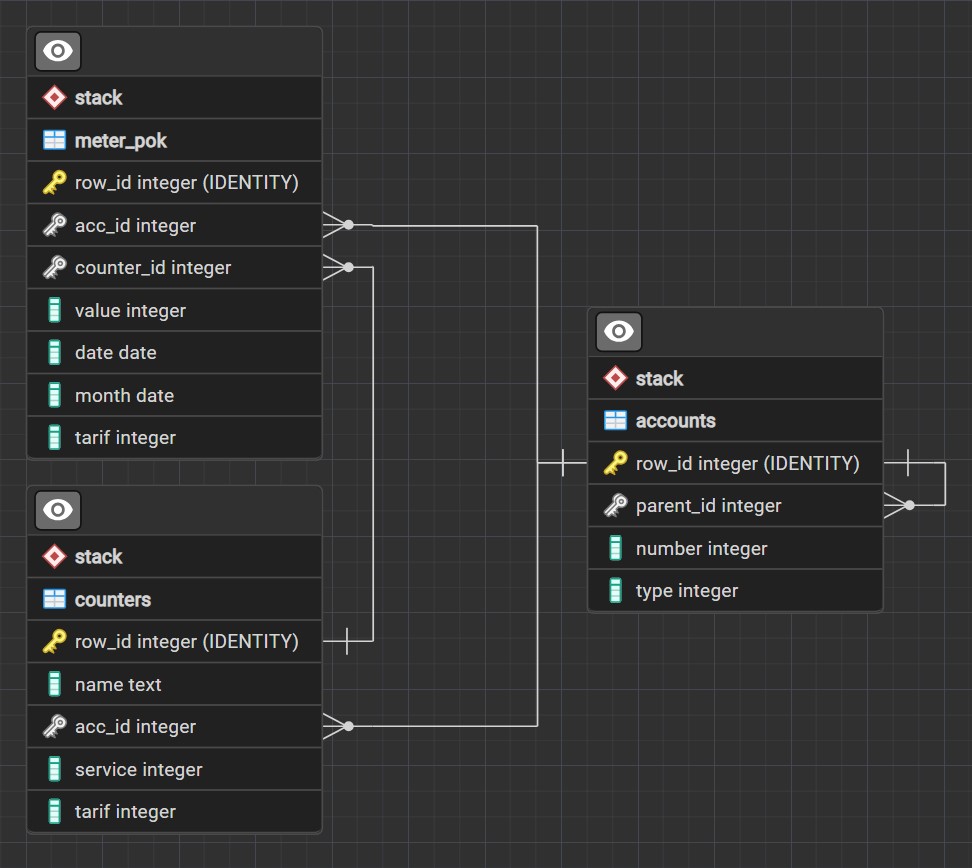 stack
meter_pok
row_id integer (IDENTITY)
acc_id integer
counter_id integer
value integer
date date
month date
tarif integer
stack
counters
row_id integer (IDENTITY)
name text
acc_id integer
service integer
tarif integer
stack
accounts
row_id integer (IDENTITY)
parent_id integer
number integer
type integer